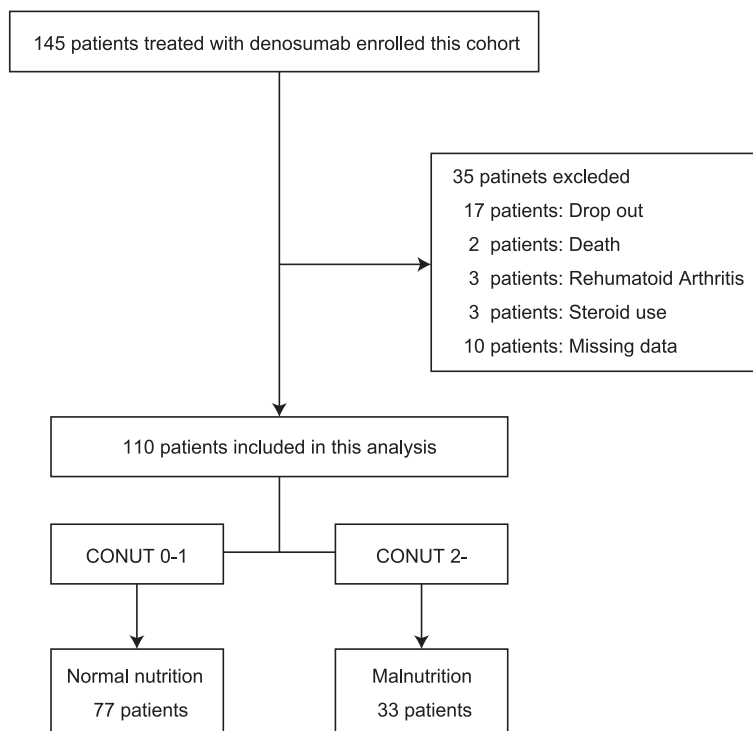 145 patients treated with denosumab enrolled this cohort
35 patinets excleded
17 patients: Drop out
2 patients: Death
3 patients: Rehumatoid Arthritis
3 patients: Steroid use
10 patients: Missing data
110 patients included in this analysis
CONUT 0-1
CONUT 2-
Normal nutrition
77 patients
Malnutrition
33 patients